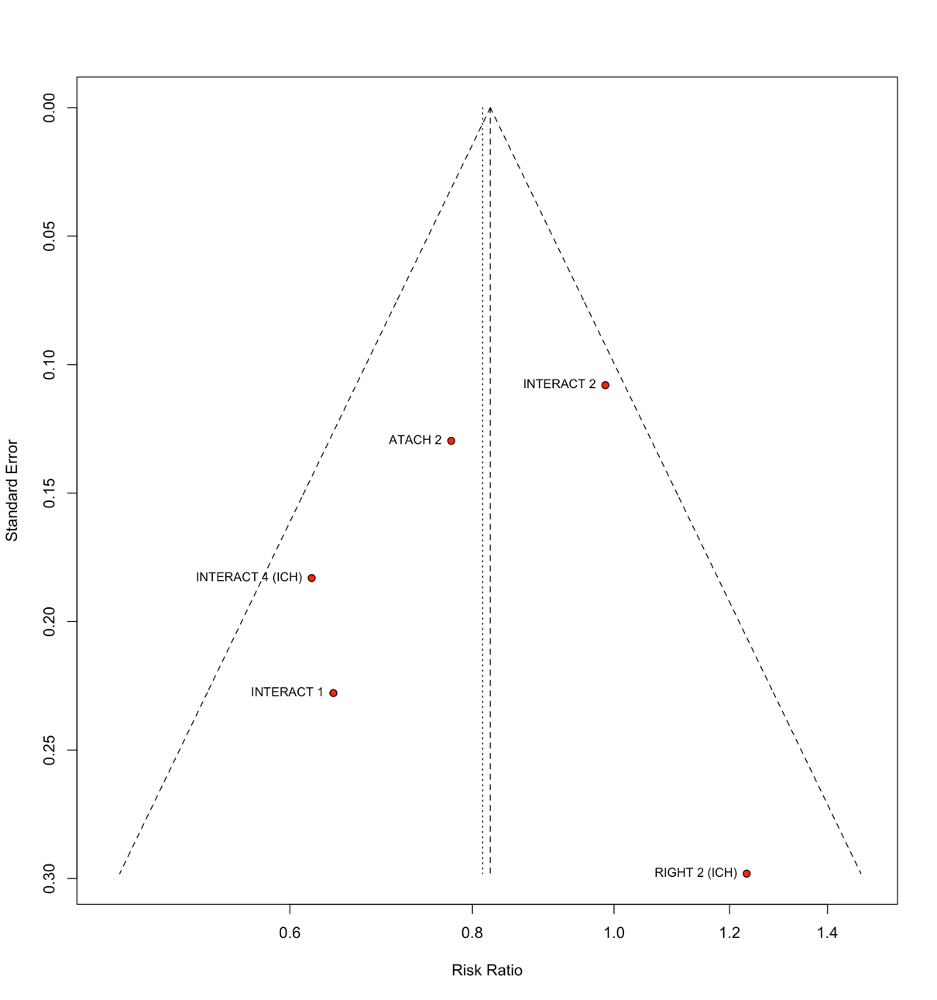 0.00
0.05
0.10
0.15
0.20
0.25
0.30
Standard Error
INTERACT 2
ATACH 2
INTERACT 4 (ICH)
INTERACT 1
RIGHT 2 (ICH)
0.6 0.8 1.0 1.2 1.4
Risk Ratio